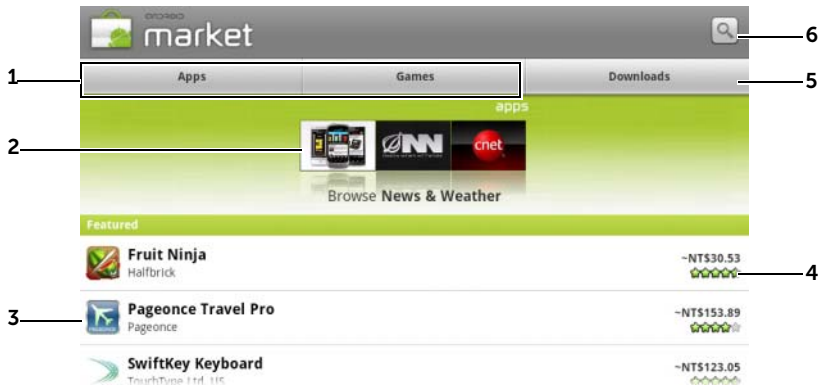 ANDROID
market
6
1
Apps Games Downloads
5
apps
2
ONN
cnet
Browse News & Weather
Featured
Fruit Ninja
~NT$30.53
Halfbrick
4
3
Pageonce Travel Pro
~NT$153.89
Pageonce
SwiftKey Keyboard
~NT$123.05
TouchType Ltd, US